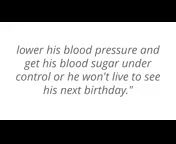 lower his blood pressure and
get his blood sugar under
control or he won't live to see
his next birthday."